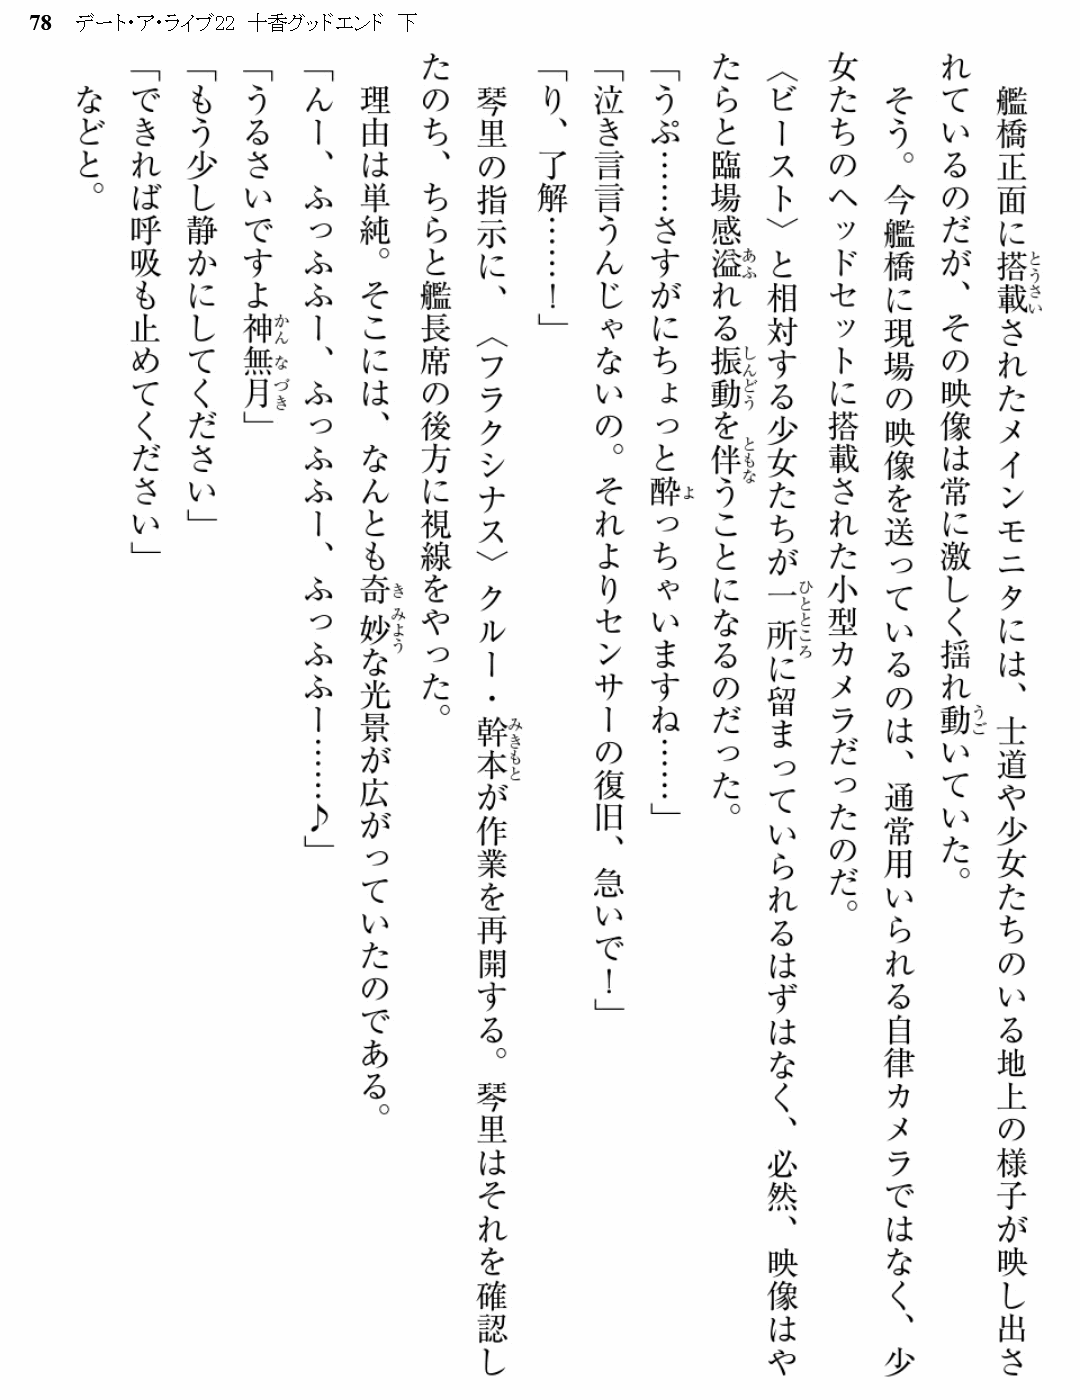 78 デート・ア・ライブ22 十香グッドエンド 下
艦橋正面に搭載されたメインモニタには、士道や少女たちのいる地上の様子が映し出さ
れているのだが、その映像は常に激しく揺れ動いていた。
そう。今艦橋に現場の映像を送っているのは、通常用いられる自律カメラではなく、少
女たちのヘッドセットに搭載された小型カメラだったのだ。
〈ビースト〉と相対する少女たちが一所に留まっていられるはずはなく、必然、映像はや
たらと臨場感溢れる振動を伴うことになるのだった。
「うぷ……さすがにちょっと酔っちゃいますね……」
「泣き言言うんじゃないの。それよりセンサーの復旧、急いで！」
「り、了解……！」
琴里の指示に、〈フラクシナス〉クルー・幹本が作業を再開する。琴里はそれを確認し
たのち、ちらと艦長席の後方に視線をやった。
理由は単純。そこには、なんとも奇妙な光景が広がっていたのである。
「んー、ふっふふー、ふっふふー、ふっふふー……♪」
「うるさいですよ神無月」
「もう少し静かにしてください」
「できれば呼吸も止めてください」
などと。